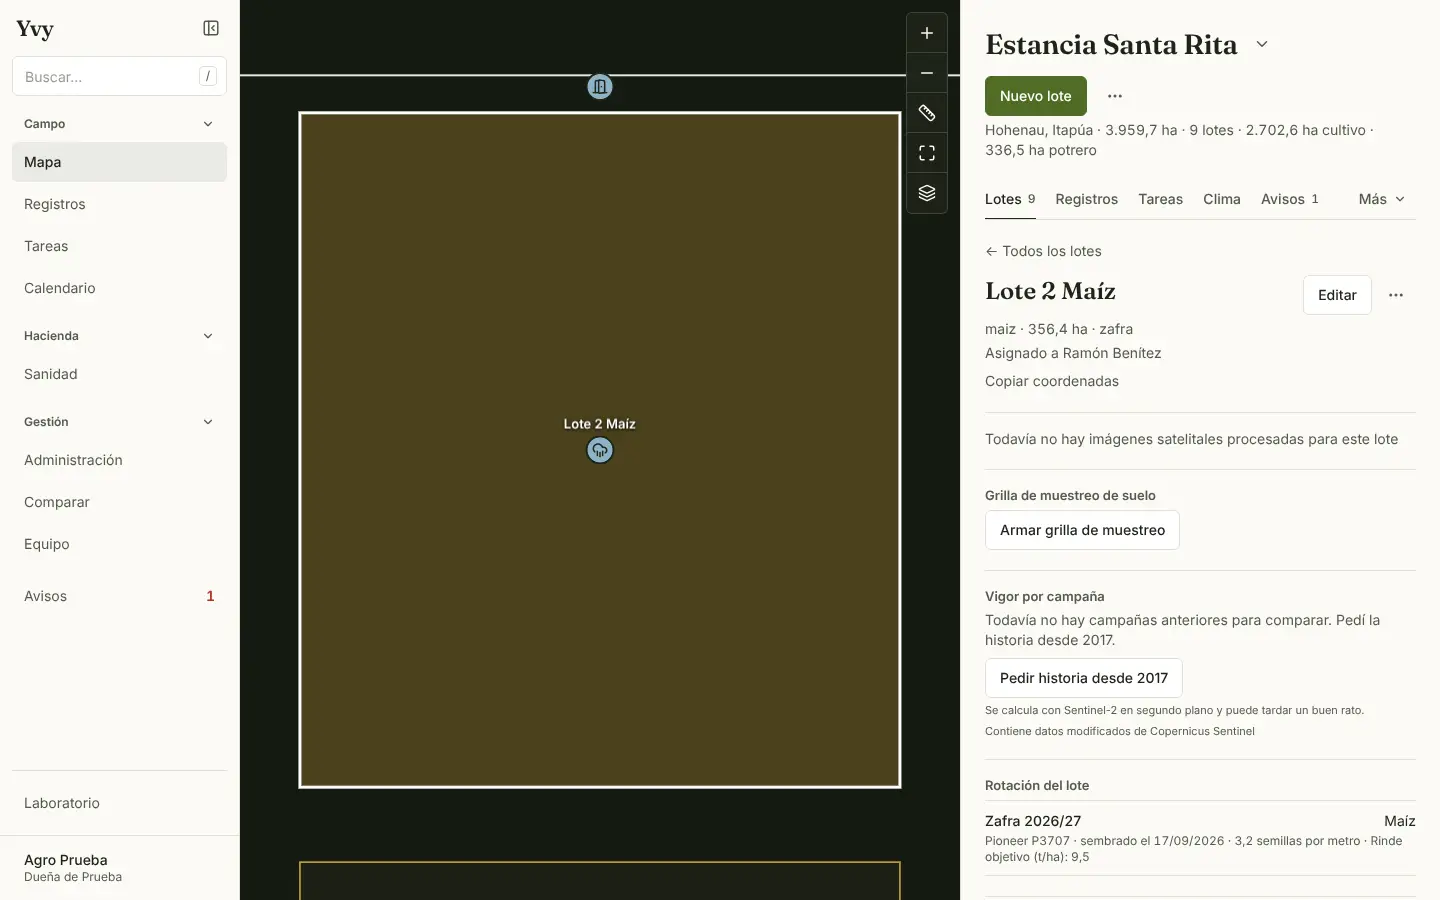 Yvy
Buscar...
/
Campo
Mapa
Registros
Tareas
Calendario
Hacienda
Sanidad
Gestión
Administración
Comparar
Equipo
Avisos
1
Laboratorio
Agro Prueba
Dueña de Prueba
Lote 2 Maíz
Estancia Santa Rita
Nuevo lote
Hohenau, Itapúa · 3.959,7 ha · 9 lotes · 2.702,6 ha cultivo ·
336,5 ha potrero
Lotes 9 Registros Tareas Clima Avisos 1 Más
← Todos los lotes
Lote 2 Maíz
Editar
maiz · 356,4 ha · zafra
Asignado a Ramón Benítez
Copiar coordenadas
Todavía no hay imágenes satelitales procesadas para este lote
Grilla de muestreo de suelo
Armar grilla de muestreo
Vigor por campaña
Todavía no hay campañas anteriores para comparar. Pedí la
historia desde 2017.
Pedir historia desde 2017
Se calcula con Sentinel-2 en segundo plano y puede tardar un buen rato.
Contiene datos modificados de Copernicus Sentinel
Rotación del lote
Zafra 2026/27 Maíz
Pioneer P3707 · sembrado el 17/09/2026 · 3,2 semillas por metro · Rinde
objetivo (t/ha): 9,5